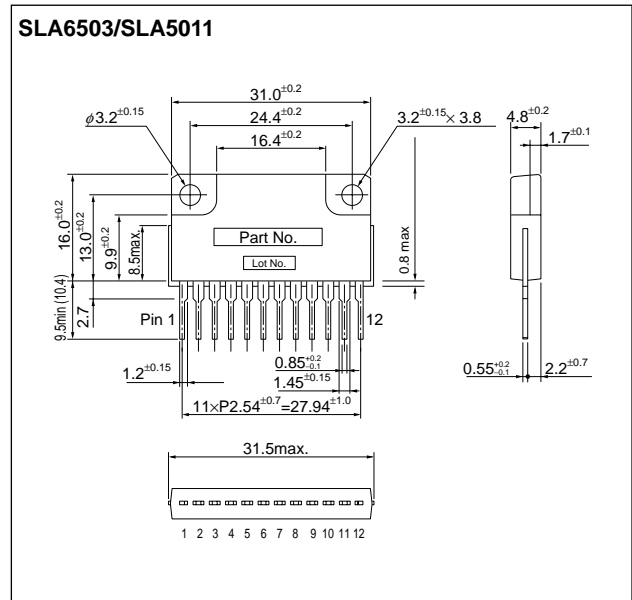 SLA6503/SLA5011
31.0±0.2
φ3.2±0.15
24.4±0.2
3.2±0.15 × 3.8
4.8±0.2
16.4±0.2
1.7±0.1
16.0±0.2
13.0±0.2
9.9±0.2
8.5max.
Part No.
Lot No.
0.8 max
9.5min (10.4)
2.7
Pin 1
12
0.85+0.2−0.1
1.2±0.15
1.45±0.15
0.55+0.2−0.1
2.2±0.7
11×P2.54±0.7=27.94±1.0
31.5max.
1 2 3 4 5 6 7 8 9 10 11 12